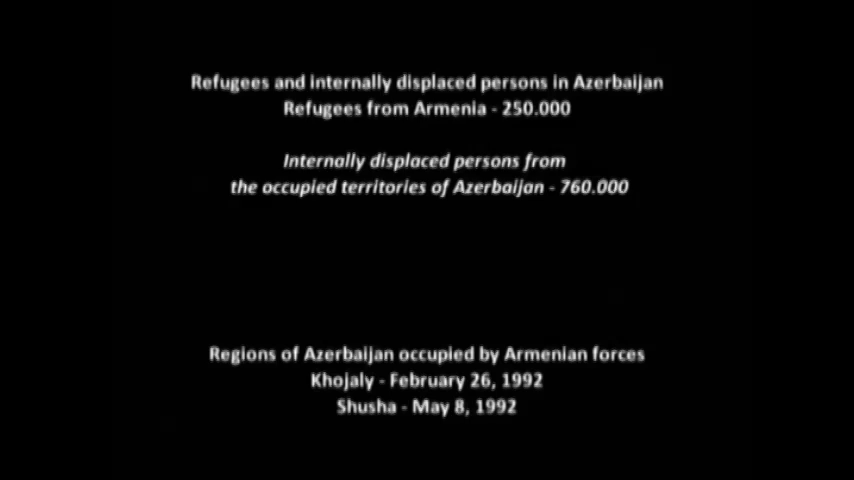 Refugees and internally displaced persons in Azerbaijan
Refugees from Armenia - 250.000
Internally displaced persons from
the occupied territories of Azerbaijan - 760.000
Regions of Azerbaijan occupied by Armenian forces
Khojaly - February 26, 1992
Shusha - May 8, 1992